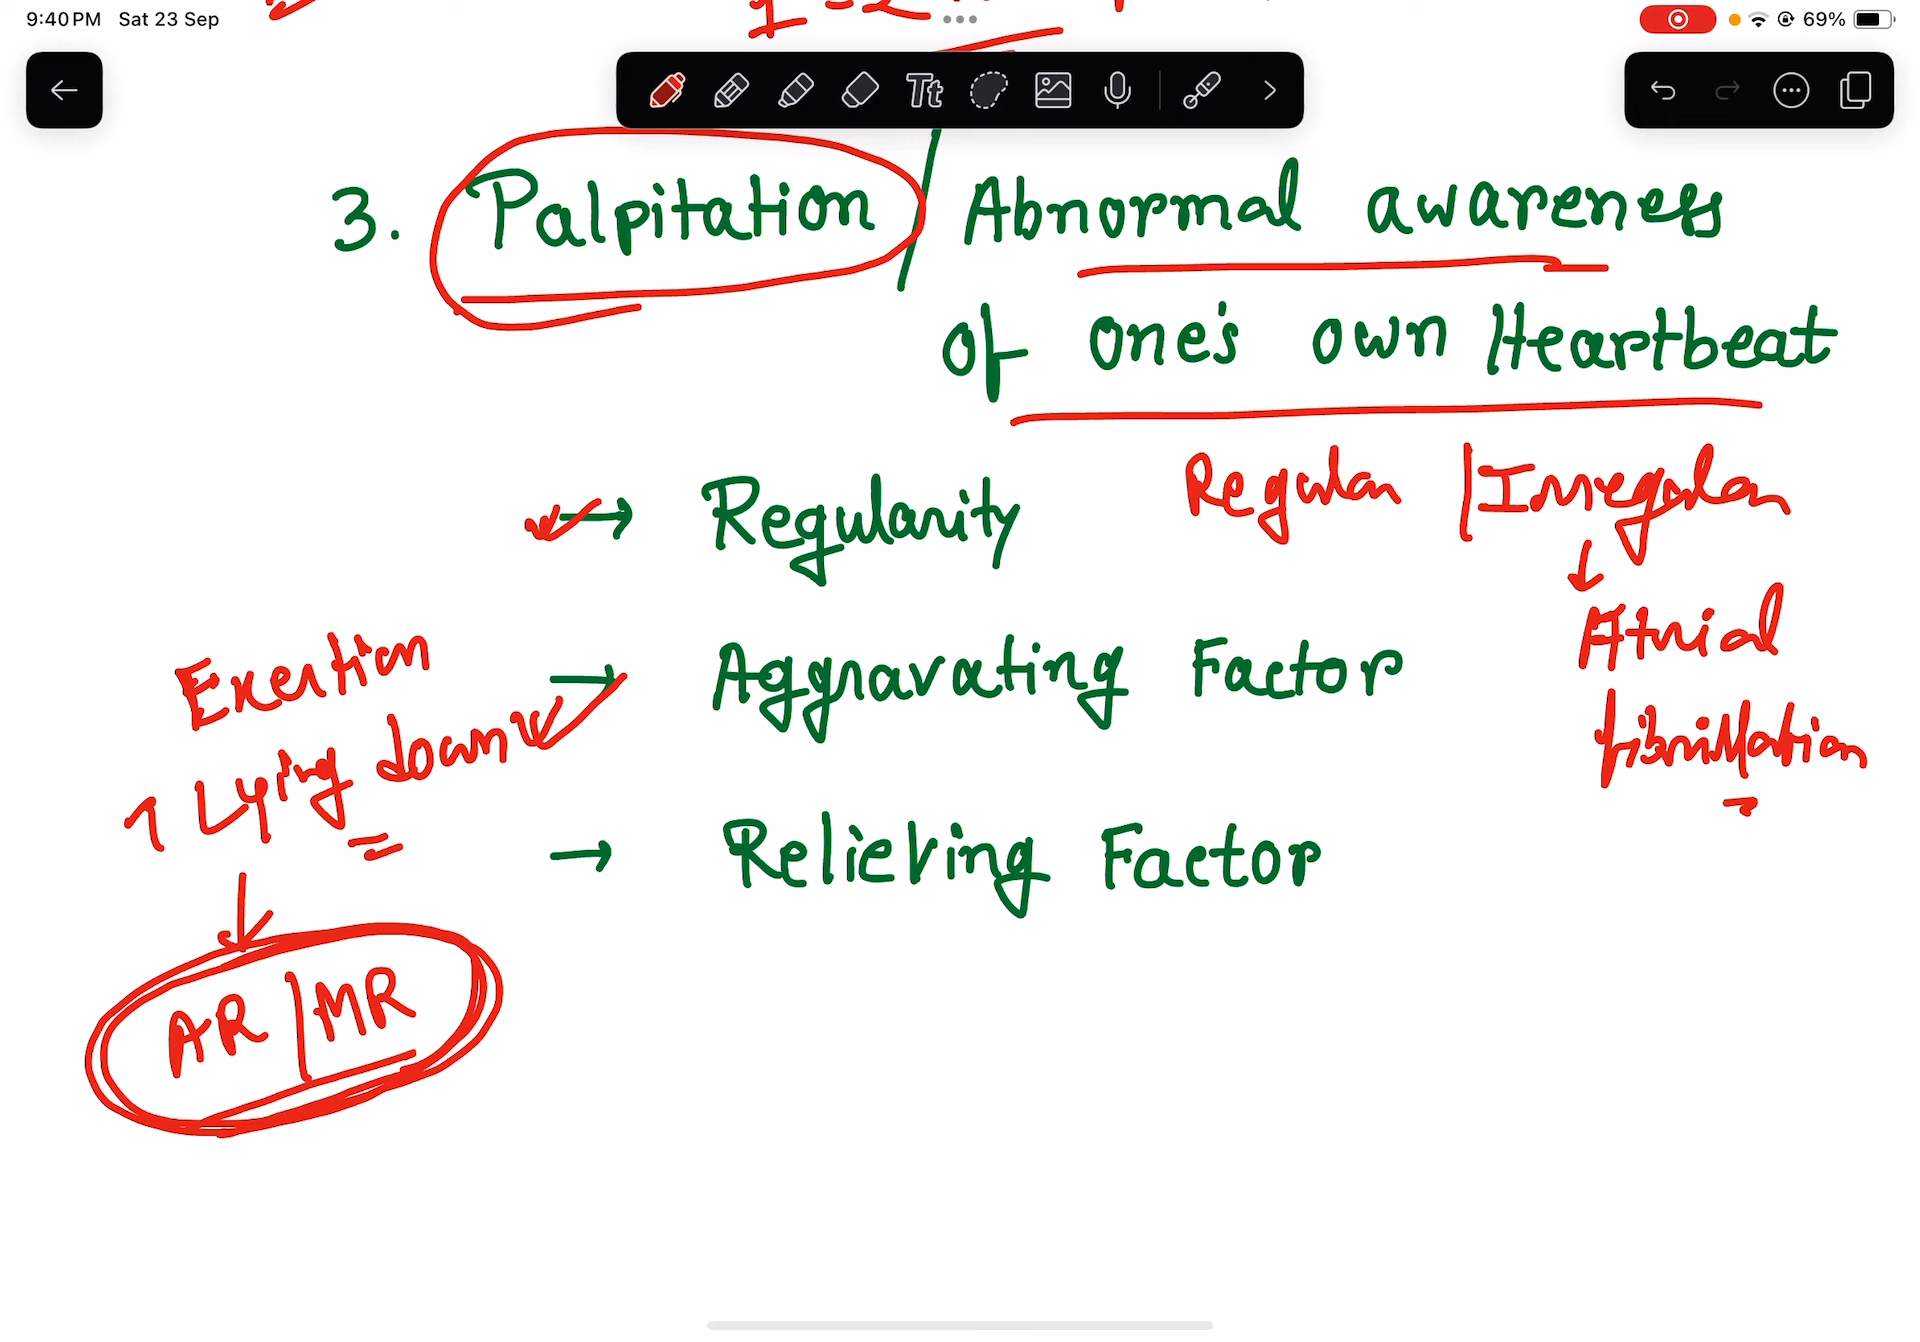 9:40 PM Sat 23 Sep
69%
Tt
3. Palpitation / Abnormal awareness
of one's own Heartbeat
→ Regularity Regular | Irregular
↓
Atrial
fibrillation
Exertion
→ Aggravating Factor
↑ Lying down
→ Relieving Factor
↓
AR | MR